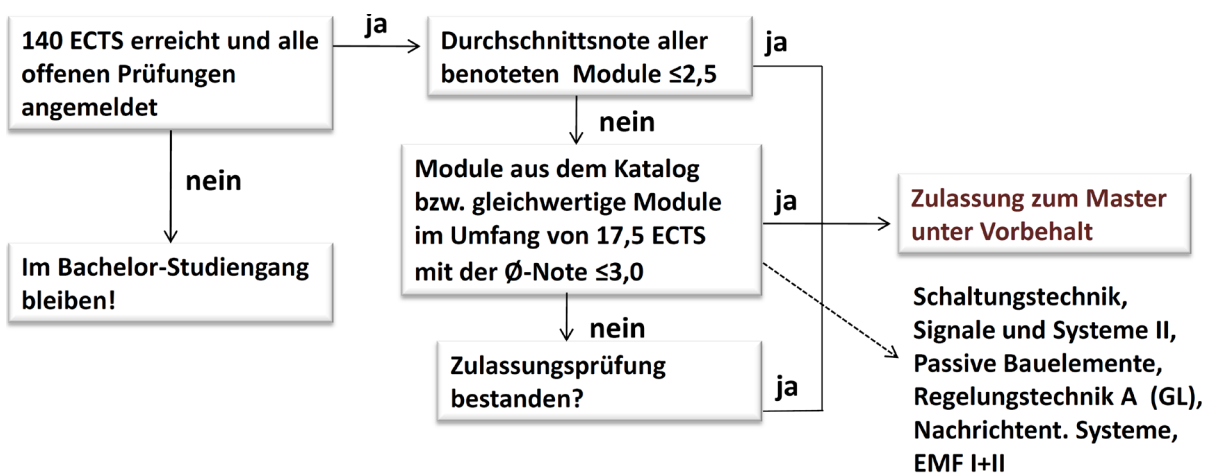 140 ECTS erreicht und alle
offenen Prüfungen
angemeldet
ja
Durchschnittsnote aller
benoteten Module ≤2,5
ja
nein
nein
Module aus dem Katalog
bzw. gleichwertige Module
im Umfang von 17,5 ECTS
mit der Ø-Note ≤3,0
ja
Zulassung zum Master
unter Vorbehalt
Im Bachelor-Studiengang
bleiben!
nein
Zulassungsprüfung
bestanden?
ja
Schaltungstechnik,
Signale und Systeme II,
Passive Bauelemente,
Regelungstechnik A (GL),
Nachrichtent. Systeme,
EMF I+II